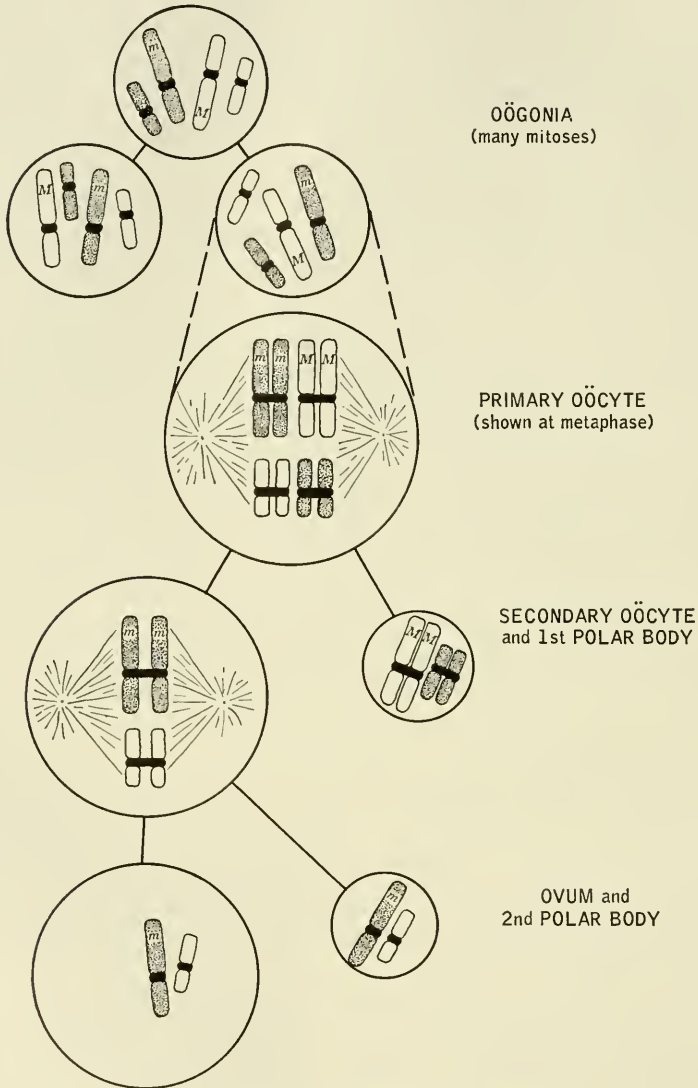 m
M
OÖGONIA
(many mitoses)
M m
m
M
m m M M
PRIMARY OÖCYTE
(shown at metaphase)
SECONDARY OÖCYTE
and 1st POLAR BODY
m m
M M
OVUM and
2nd POLAR BODY
m
m